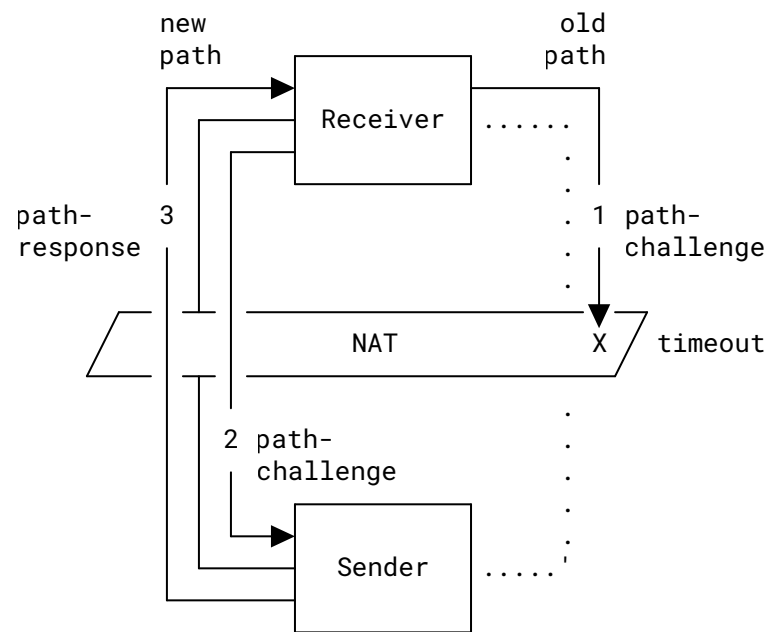 new
path
old
path
Receiver
path-
response
3
1
path-
challenge
NAT
X
timeout
2
path-
challenge
Sender